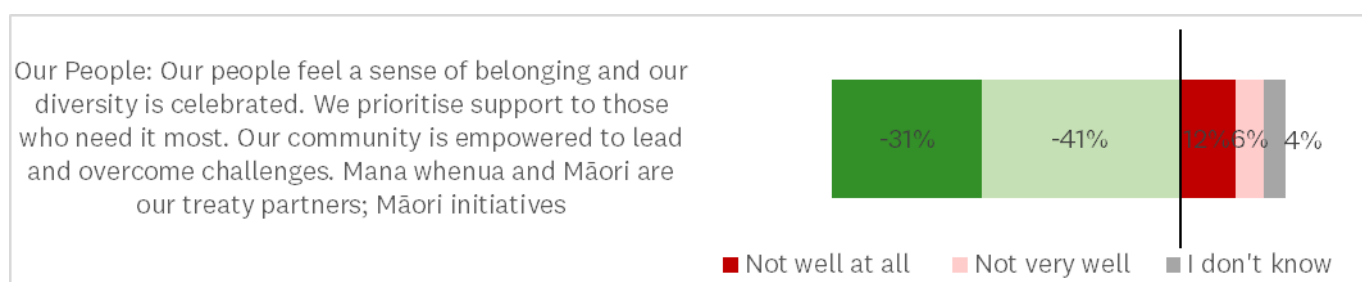 Our People: Our people feel a sense of belonging and our
diversity is celebrated. We prioritise support to those
who need it most. Our community is empowered to lead
and overcome challenges. Mana whenua and Māori are
our treaty partners; Māori initiatives
-31% -41% 12% 6% 4%
Not well at all Not very well I don't know